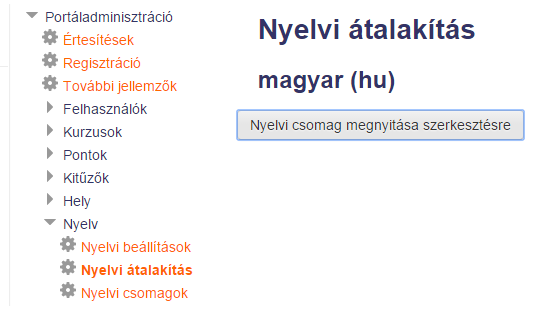 Portáladminisztráció
Értesítések
Regisztráció
További jellemzők
Felhasználók
Kurzusok
Pontok
Kitűzők
Hely
Nyelv
Nyelvi beállítások
Nyelvi átalakítás
Nyelvi csomagok
Nyelvi átalakítás
magyar (hu)
Nyelvi csomag megnyitása szerkesztésre